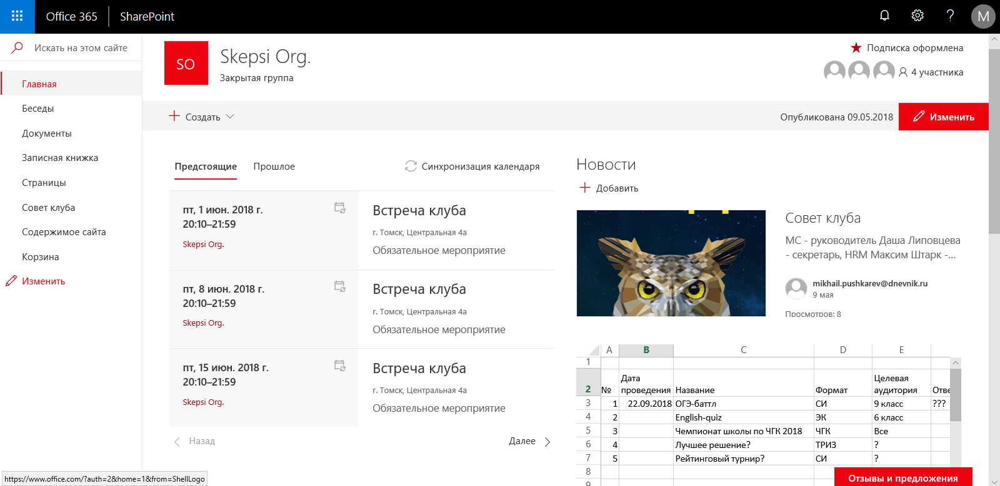 Office 365
SharePoint
M
Искать на этом сайте
Главная
Беседы
Документы
Записная книжка
Страницы
Совет клуба
Содержимое сайта
Корзина
Изменить
SO
Skepsi Org.
Закрытая группа
Подписка оформлена
4 участника
Создать
Опубликована 09.05.2018
Изменить
Предстоящие
Прошлое
Синхронизация календаря
пт, 1 июн. 2018 г.
20:10–21:59
Skepsi Org.
Встреча клуба
г. Томск, Центральная 4а
Обязательное мероприятие
пт, 8 июн. 2018 г.
20:10–21:59
Skepsi Org.
Встреча клуба
г. Томск, Центральная 4а
Обязательное мероприятие
пт, 15 июн. 2018 г.
20:10–21:59
Skepsi Org.
Встреча клуба
г. Томск, Центральная 4а
Обязательное мероприятие
Назад
Далее
Новости
Добавить
Совет клуба
МС - руководитель Даша Липовцева
- секретарь, HRM Максим Штарк -...
mikhail.pushkarev@dnevnik.ru
9 мая
Просмотров: 8
A B C D E
1
Дата Целевая
2 № проведения Название Формат аудитория Отве
3 1 22.09.2018 ОГЭ-баттл СИ 9 класс ???
4 2 English-quiz ЭК 6 класс
5 3 Чемпионат школы по ЧГК 2018 ЧГК Все
6 4 Лучшее решение? ТРИЗ ?
7 5 Рейтинговый турнир? СИ ?
8
9
Отзывы и предложения
https://www.office.com/?auth=2&home=1&from=ShellLogo